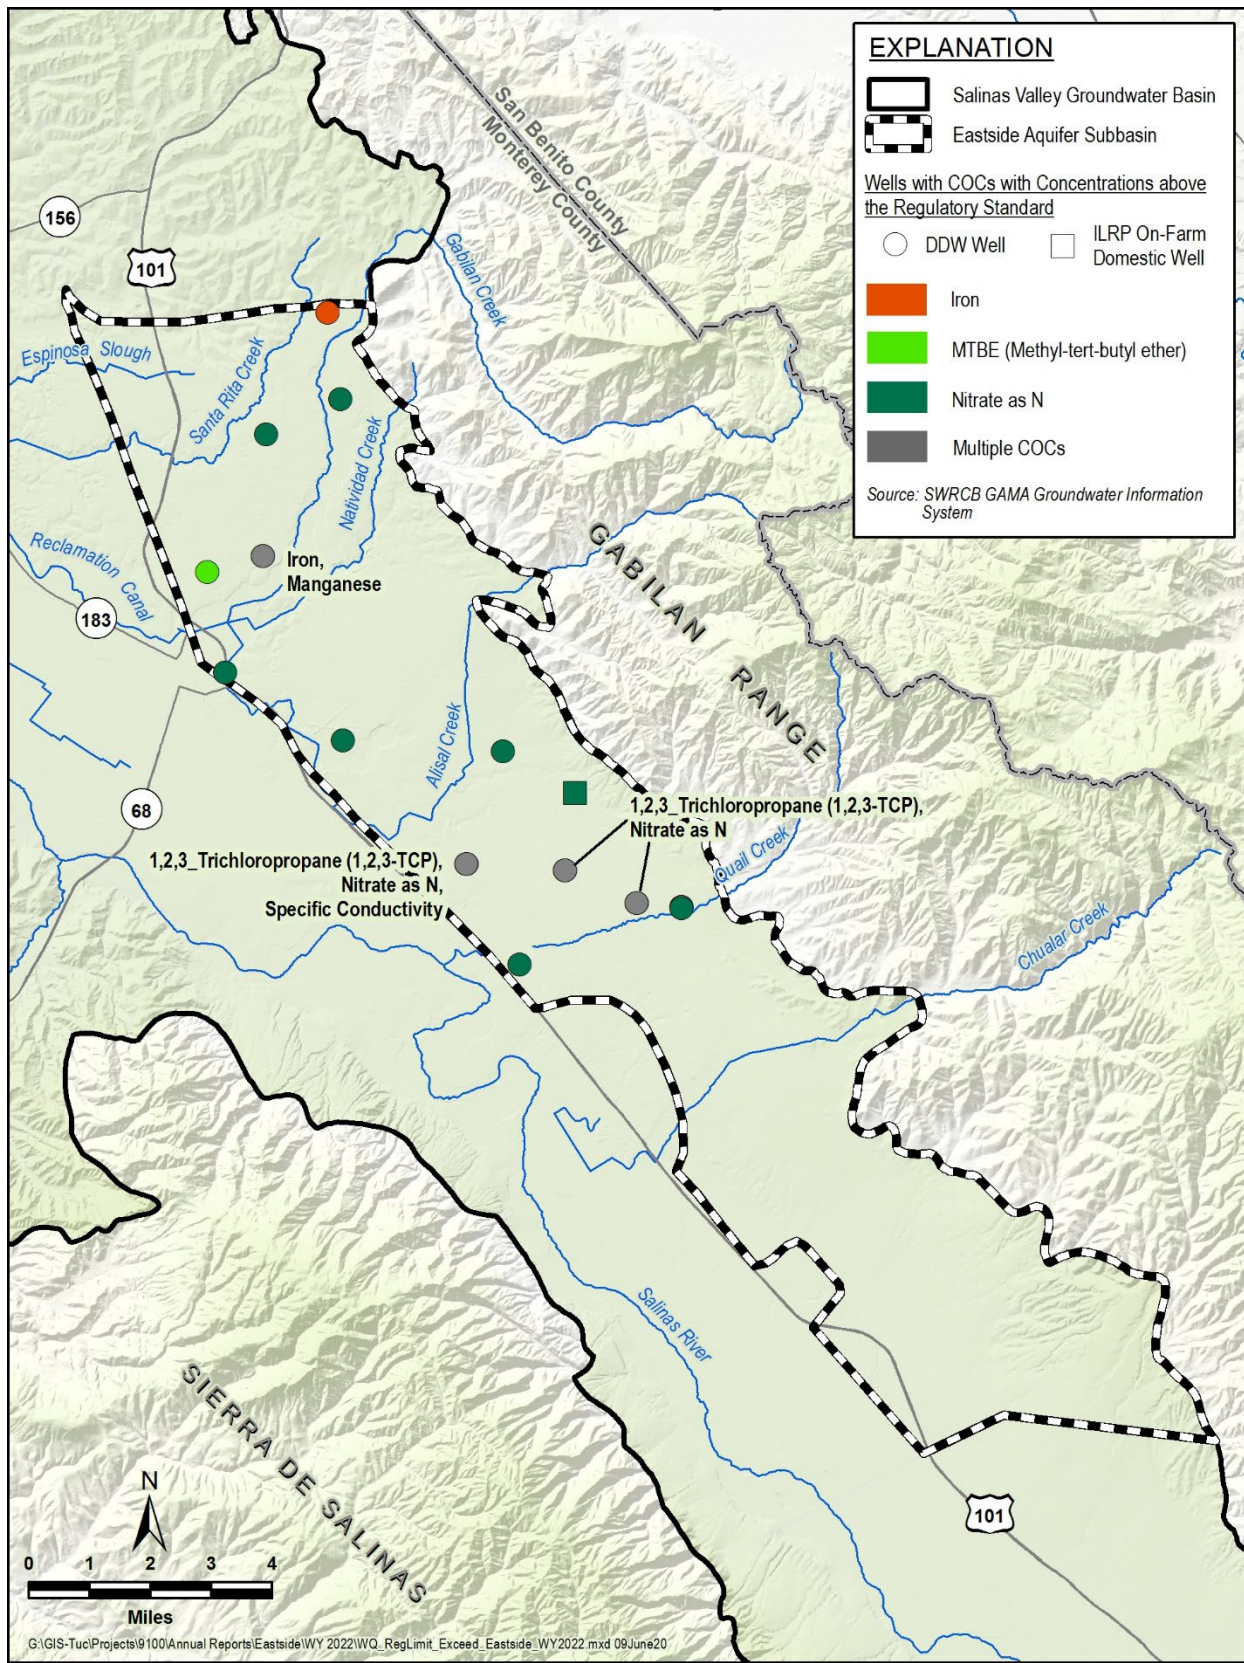 EXPLANATION
Salinas Valley Groundwater Basin
Eastside Aquifer Subbasin
Wells with COCs with Concentrations above
the Regulatory Standard
DDW Well
ILRP On-Farm
Domestic Well
Iron
MTBE (Methyl-tert-butyl ether)
Nitrate as N
Multiple COCs
Source: SWRCB GAMA Groundwater Information
System
San Benito County
Monterey County
156
101
Gabilan Creek
Espinosa Slough
Santa Rita Creek
Natividad Creek
Reclamation Canal
Iron,
Manganese
183
GABILAN RANGE
Alisal Creek
68
1,2,3_Trichloropropane (1,2,3-TCP),
Nitrate as N
1,2,3_Trichloropropane (1,2,3-TCP),
Nitrate as N,
Specific Conductivity
Quail Creek
Chualar Creek
Salinas River
SIERRA DE SALINAS
101
N
0 1 2 3 4
Miles
G:\GIS-Tuc\Projects\9100\Annual Reports\Eastside\WY 2022\WQ_RegLimit_Exceed_Eastside_WY2022.mxd 09June20